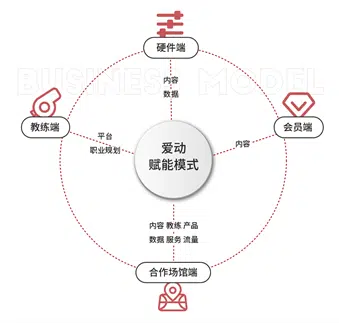 BUSINESS MODEL
硬件端
内容
数据
教练端
会员端
平台
职业规划
内容
爱动
赋能模式
内容 教练 产品
数据 服务 流量
合作场馆端